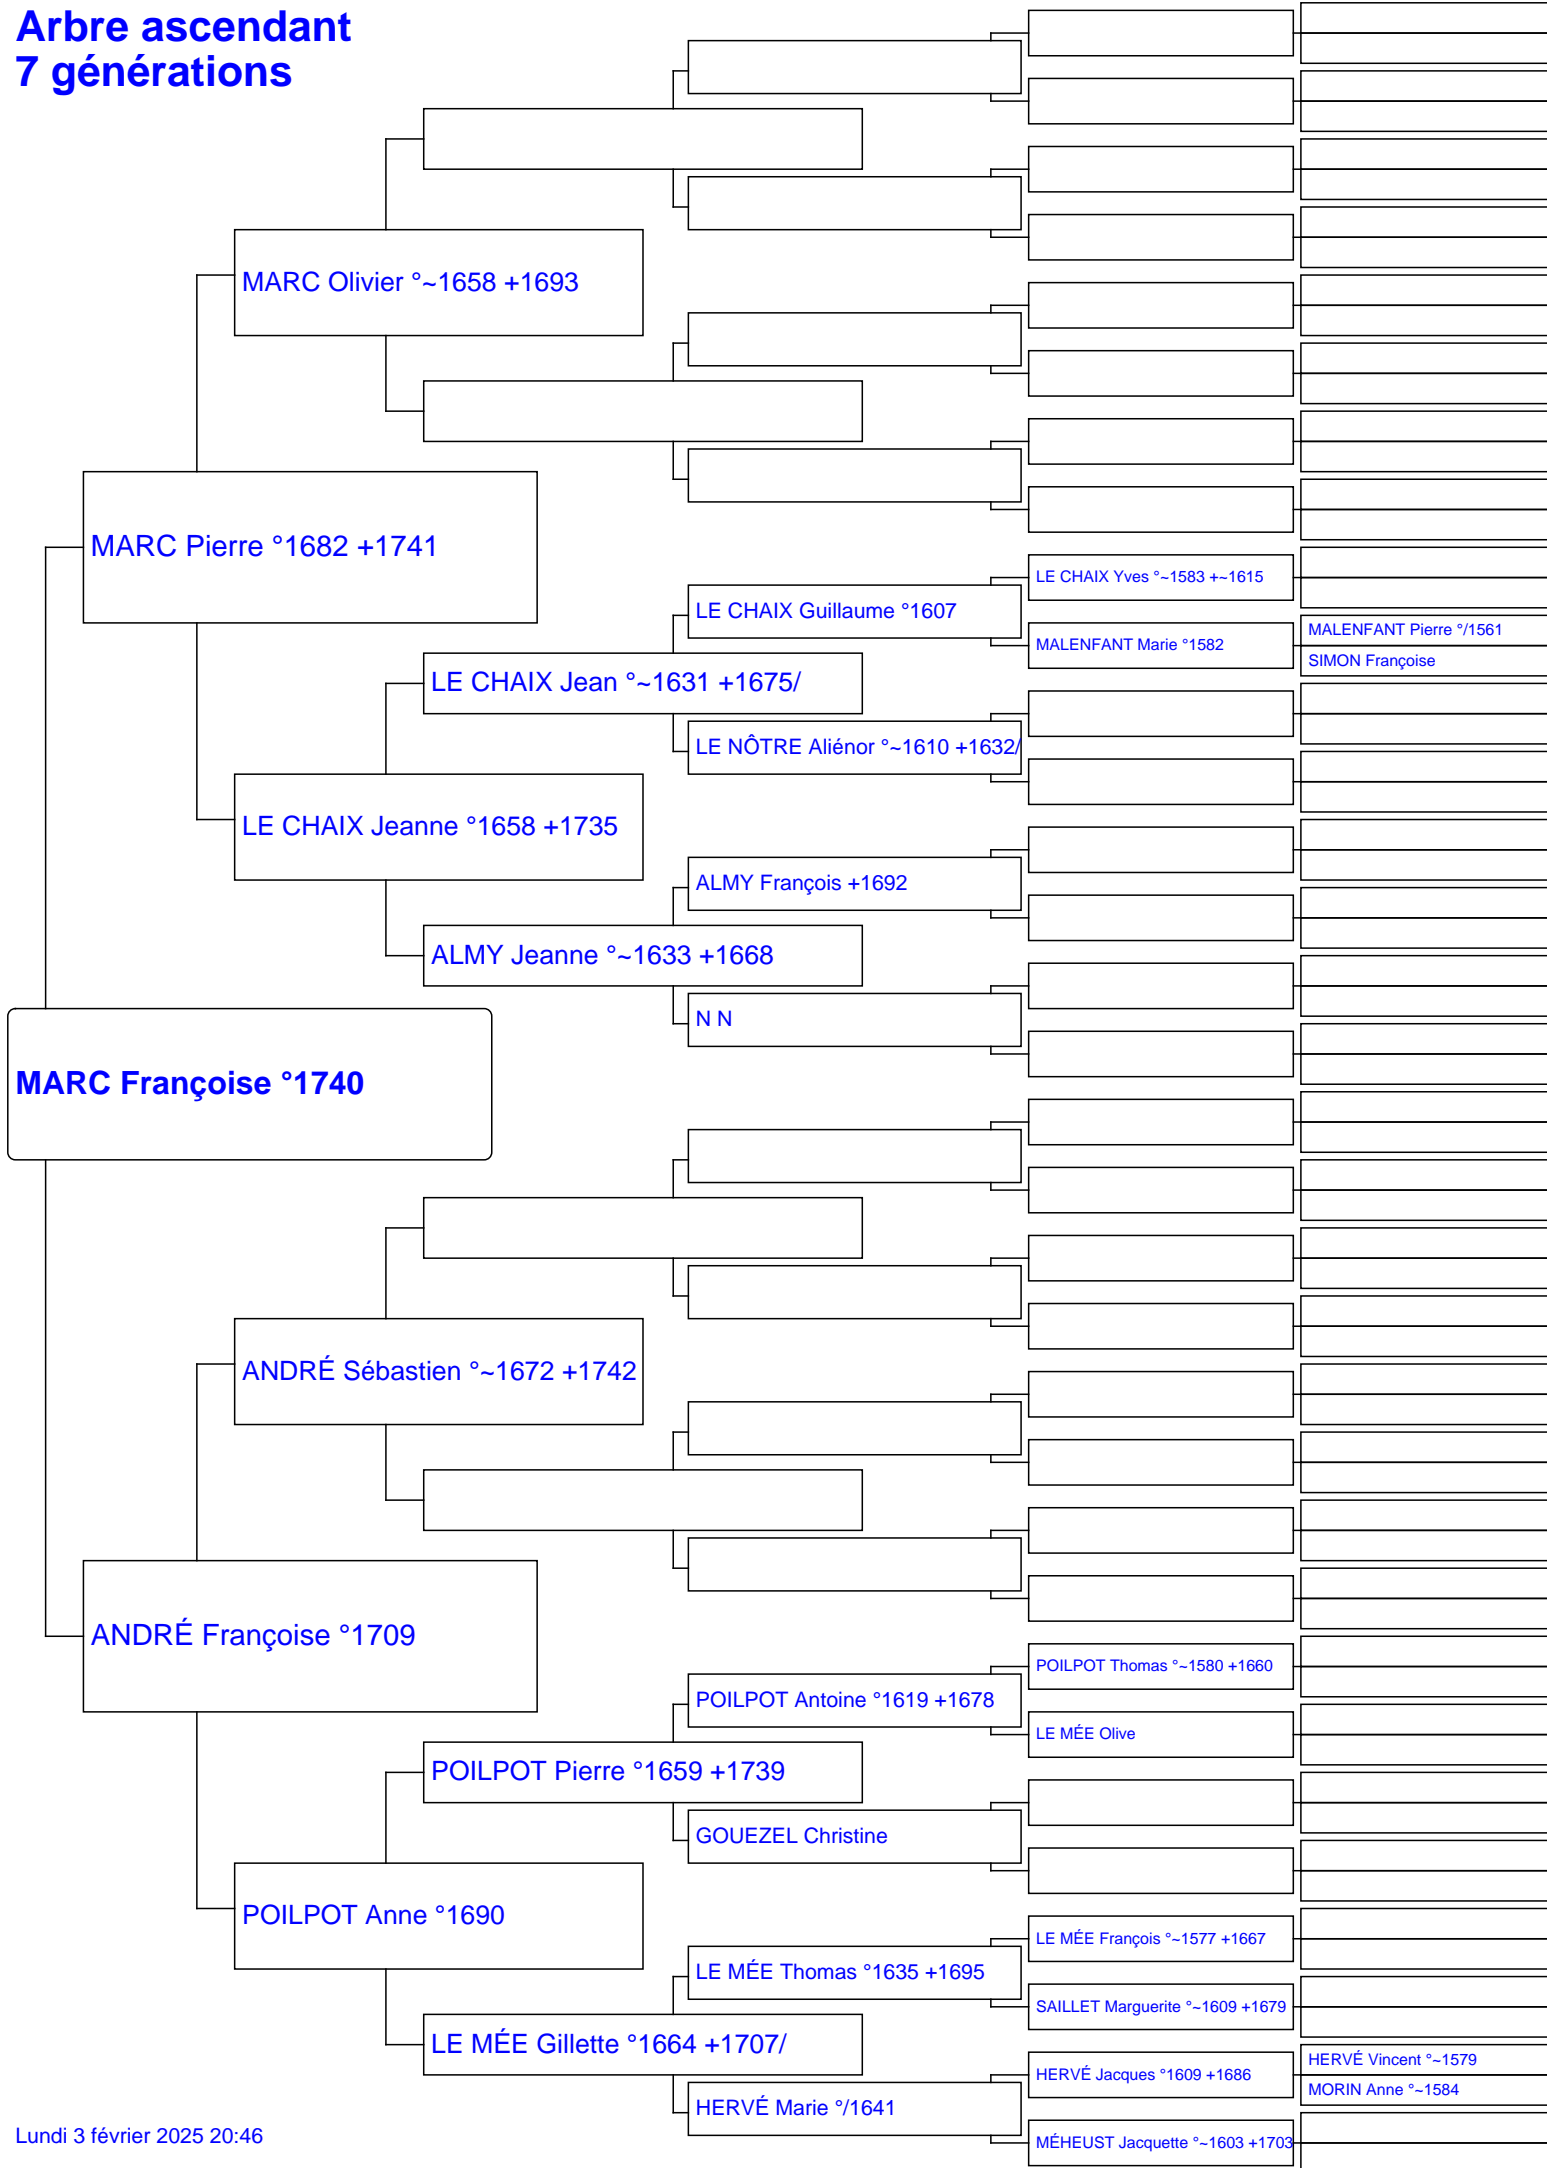 Arbre ascendant
7 générations
MARC Olivier °~1658 +1693
MARC Pierre °1682 +1741
LE CHAIX Yves °~1583 +~1615
LE CHAIX Guillaume °1607
MALENFANT Pierre °/1561
MALENFANT Marie °1582
SIMON Françoise
LE CHAIX Jean °~1631 +1675/
LE NÔTRE Aliénor °~1610 +1632/
LE CHAIX Jeanne °1658 +1735
ALMY François +1692
ALMY Jeanne °~1633 +1668
N N
MARC Françoise °1740
ANDRÉ Sébastien °~1672 +1742
ANDRÉ Françoise °1709
POILPOT Thomas °~1580 +1660
POILPOT Antoine °1619 +1678
LE MÉE Olive
POILPOT Pierre °1659 +1739
GOUEZEL Christine
POILPOT Anne °1690
LE MÉE François °~1577 +1667
LE MÉE Thomas °1635 +1695
SAILLET Marguerite °~1609 +1679
LE MÉE Gillette °1664 +1707/
HERVÉ Vincent °~1579
HERVÉ Jacques °1609 +1686
MORIN Anne °~1584
HERVÉ Marie °/1641
MÉHEUST Jacquette °~1603 +1703
Lundi 3 février 2025 20:46